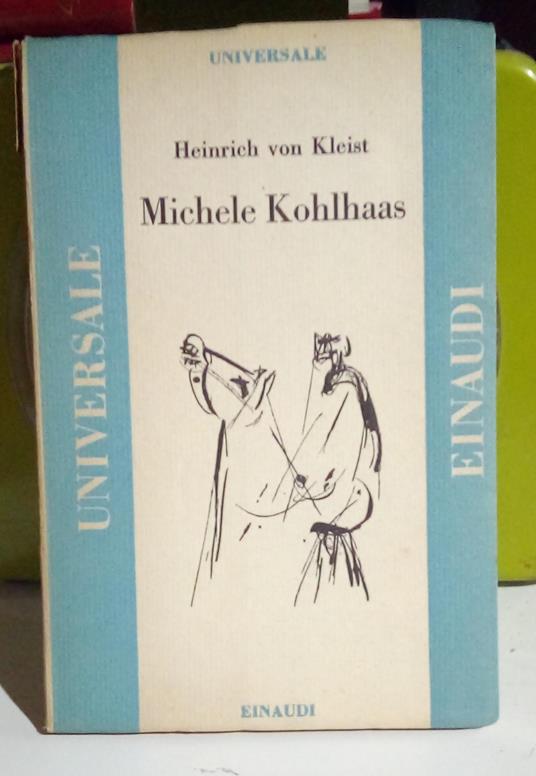 UNIVERSALE
Heinrich von Kleist
Michele Kohlhaas
UNIVERSALE
EINAUDI
EINAUDI